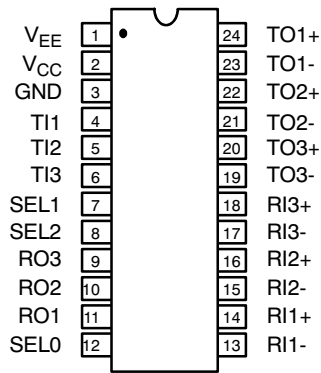 VEE 1 24 TO1+
VCC 2 23 TO1-
GND 3 22 TO2+
TI1 4 21 TO2-
TI2 5 20 TO3+
TI3 6 19 TO3-
SEL1 7 18 RI3+
SEL2 8 17 RI3-
RO3 9 16 RI2+
RO2 10 15 RI2-
RO1 11 14 RI1+
SEL0 12 13 RI1-